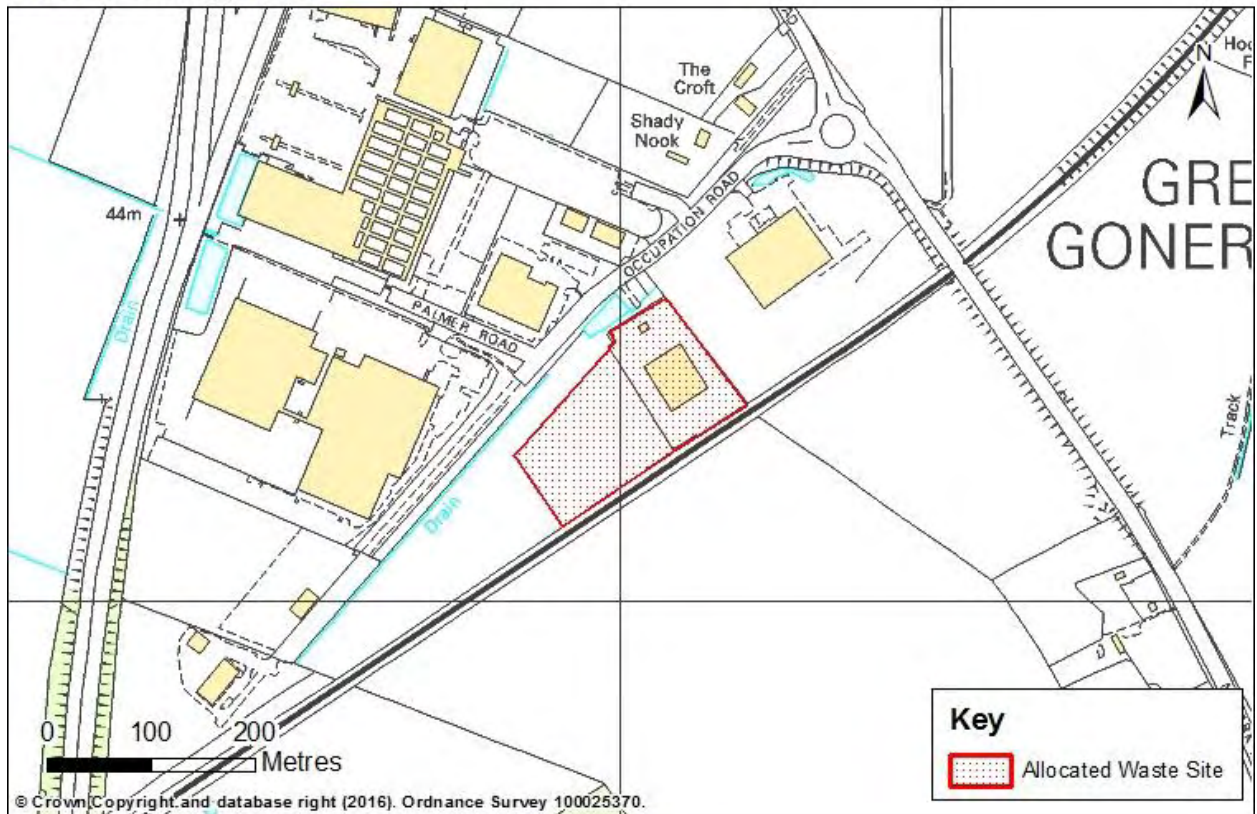 The
Croft
Shady
Nook
N
44m
GRE
GONER
OCCUPATION ROAD
PALMER ROAD
Drain
Drain
Track
0 100 200
Metres
Key
Allocated Waste Site
© Crown Copyright and database right (2016). Ordnance Survey 100025370.